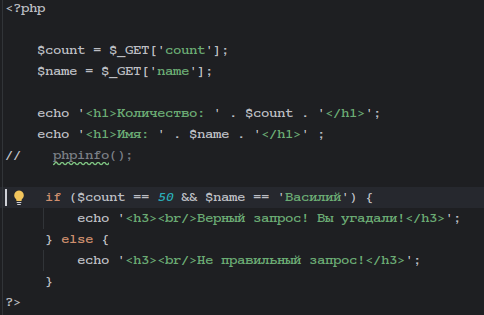 <?php
$count = $_GET['count'];
$name = $_GET['name'];
echo '<h1>Количество: ' . $count . '</h1>';
echo '<h1>Имя: ' . $name . '</h1>' ;
//    phpinfo();
if ($count == 50 && $name == 'Василий') {
echo '<h3><br/>Верный запрос! Вы угадали!</h3>';
} else {
echo '<h3><br/>Не правильный запрос!</h3>';
}
?>